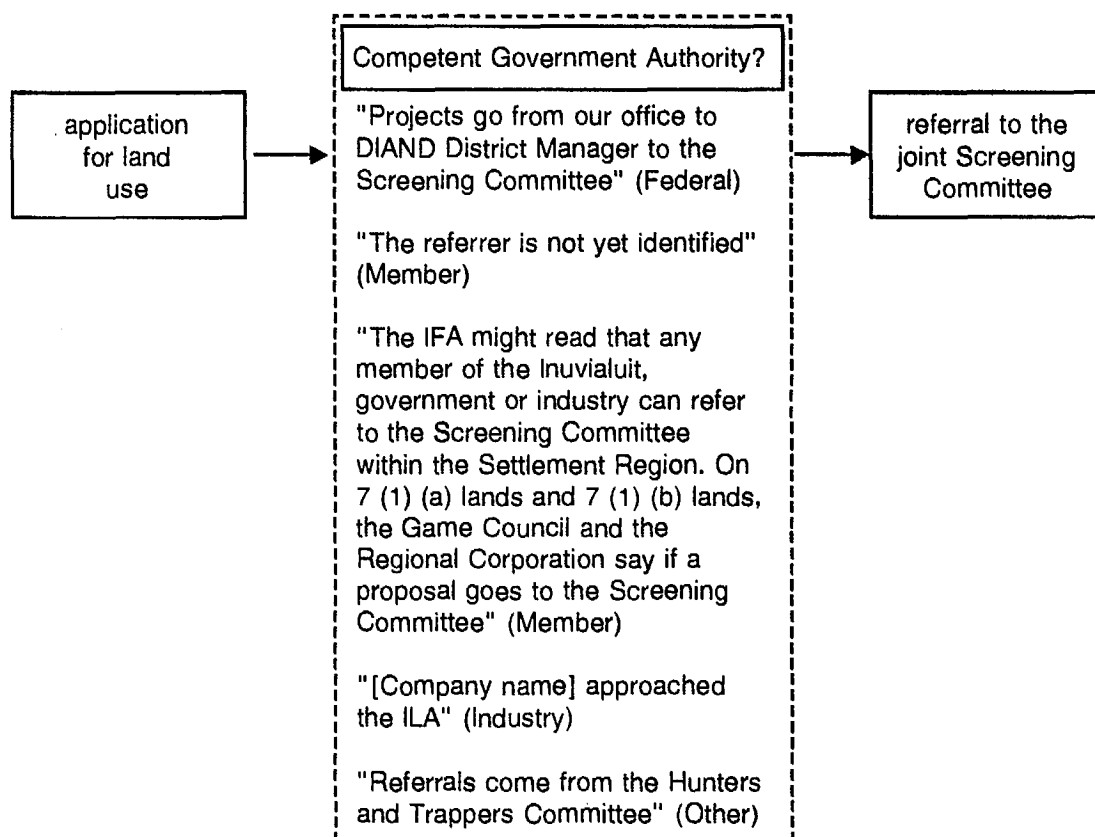 application
for land
use
Competent Government Authority?
"Projects go from our office to
DIAND District Manager to the
Screening Committee" (Federal)
"The referrer is not yet identified"
(Member)
"The IFA might read that any
member of the Inuvialuit,
government or industry can refer
to the Screening Committee
within the Settlement Region. On
7 (1) (a) lands and 7 (1) (b) lands,
the Game Council and the
Regional Corporation say if a
proposal goes to the Screening
Committee" (Member)
"[Company name] approached
the ILA" (Industry)
"Referrals come from the Hunters
and Trappers Committee" (Other)
referral to the
joint Screening
Committee